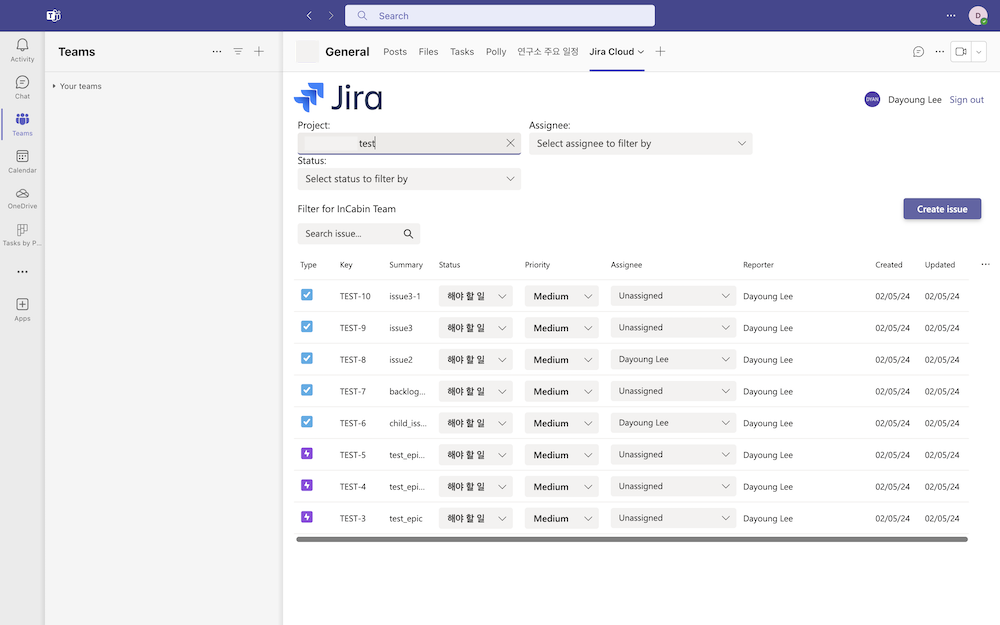 Search
D
Activity
Chat
Teams
Calendar
OneDrive
Tasks by P...
Apps
Teams
Your teams
General Posts Files Tasks Polly 연구소 주요 일정 Jira Cloud
Jira
DYAN Dayoung Lee Sign out
Project: Assignee:
test Select assignee to filter by
Status:
Select status to filter by
Filter for InCabin Team Create issue
Search issue...
Type Key Summary Status Priority Assignee Reporter Created Updated
TEST-10 issue3-1 해야 할 일 Medium Unassigned Dayoung Lee 02/05/24 02/05/24
TEST-9 issue3 해야 할 일 Medium Unassigned Dayoung Lee 02/05/24 02/05/24
TEST-8 issue2 해야 할 일 Medium Dayoung Lee Dayoung Lee 02/05/24 02/05/24
TEST-7 backlog... 해야 할 일 Medium Unassigned Dayoung Lee 02/05/24 02/05/24
TEST-6 child_iss... 해야 할 일 Medium Dayoung Lee Dayoung Lee 02/05/24 02/05/24
TEST-5 test_epi... 해야 할 일 Medium Unassigned Dayoung Lee 02/05/24 02/05/24
TEST-4 test_epi... 해야 할 일 Medium Unassigned Dayoung Lee 02/05/24 02/05/24
TEST-3 test_epic 해야 할 일 Medium Unassigned Dayoung Lee 02/05/24 02/05/24